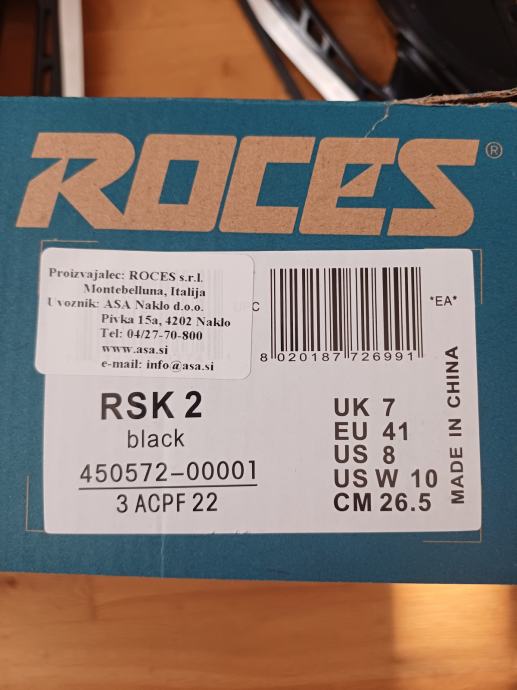 ROCES®
Proizvajalec: ROCES s.r.l.
Montebelluna, Italija
Uvoznik: ASA Naklo d.o.o.
Pivka 15a, 4202 Naklo
Tel: 04/27-70-800
www.asa.si
e-mail: info@asa.si
*EA*
8 020187 726991
RSK 2
black
450572-00001
3 ACPF 22
UK 7
EU 41
US 8
US W 10
CM 26.5
MADE IN CHINA